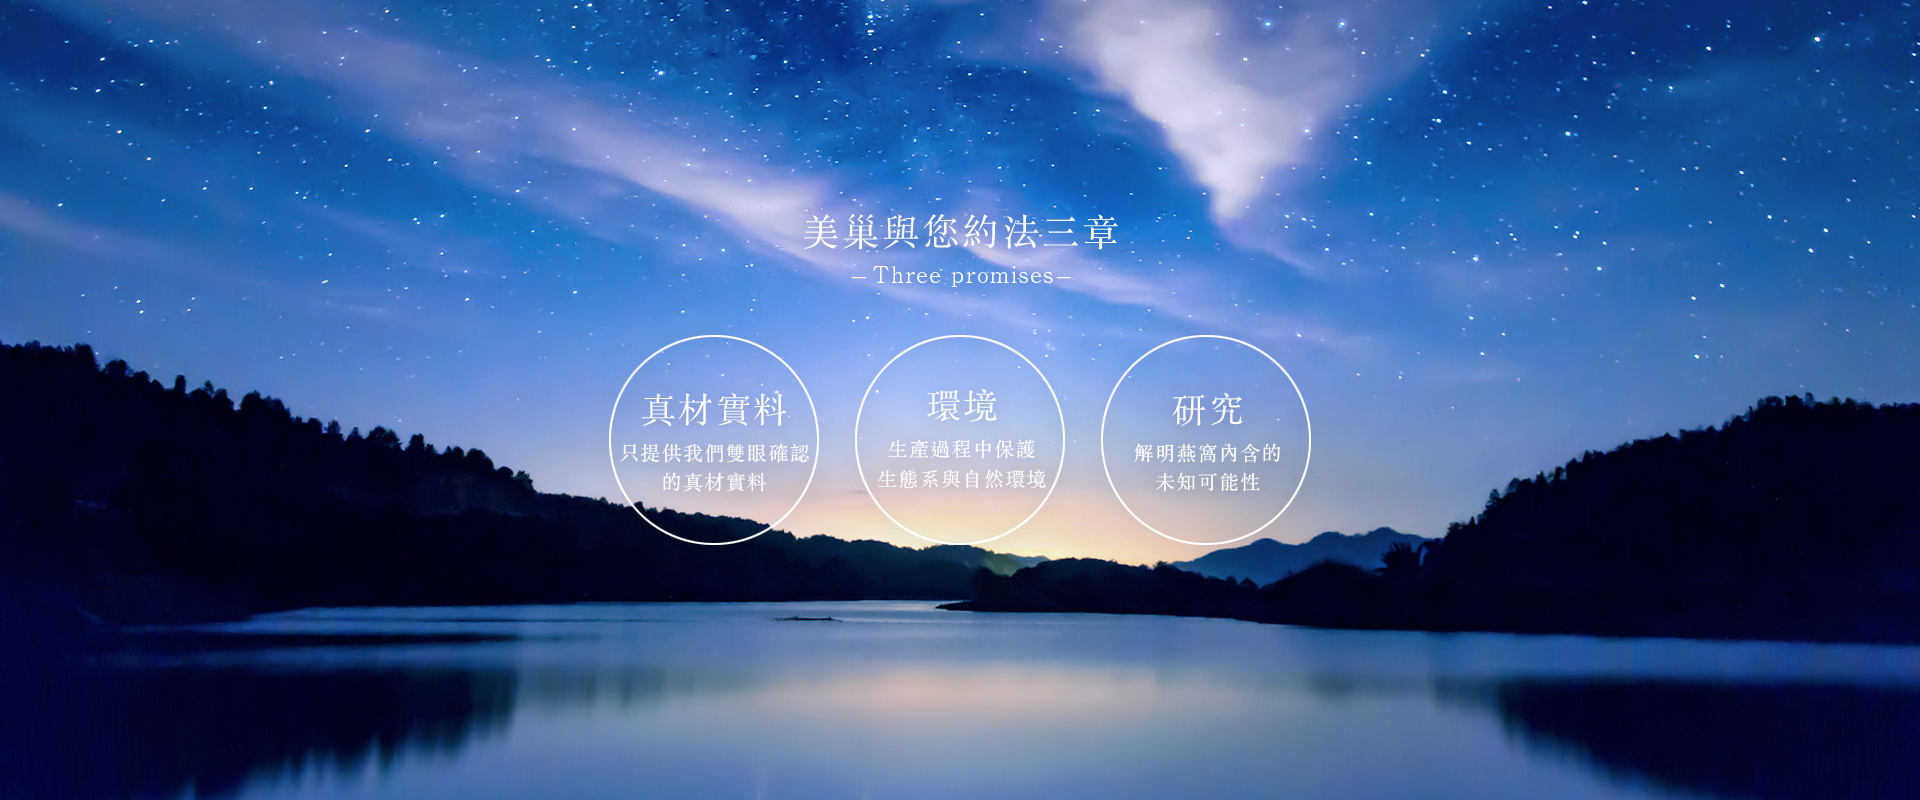 美巢與您約法三章
–Three promises–
真材實料
只提供我們雙眼確認
的真材實料
環境
生產過程中保護
生態系與自然環境
研究
解明燕窩內含的
未知可能性